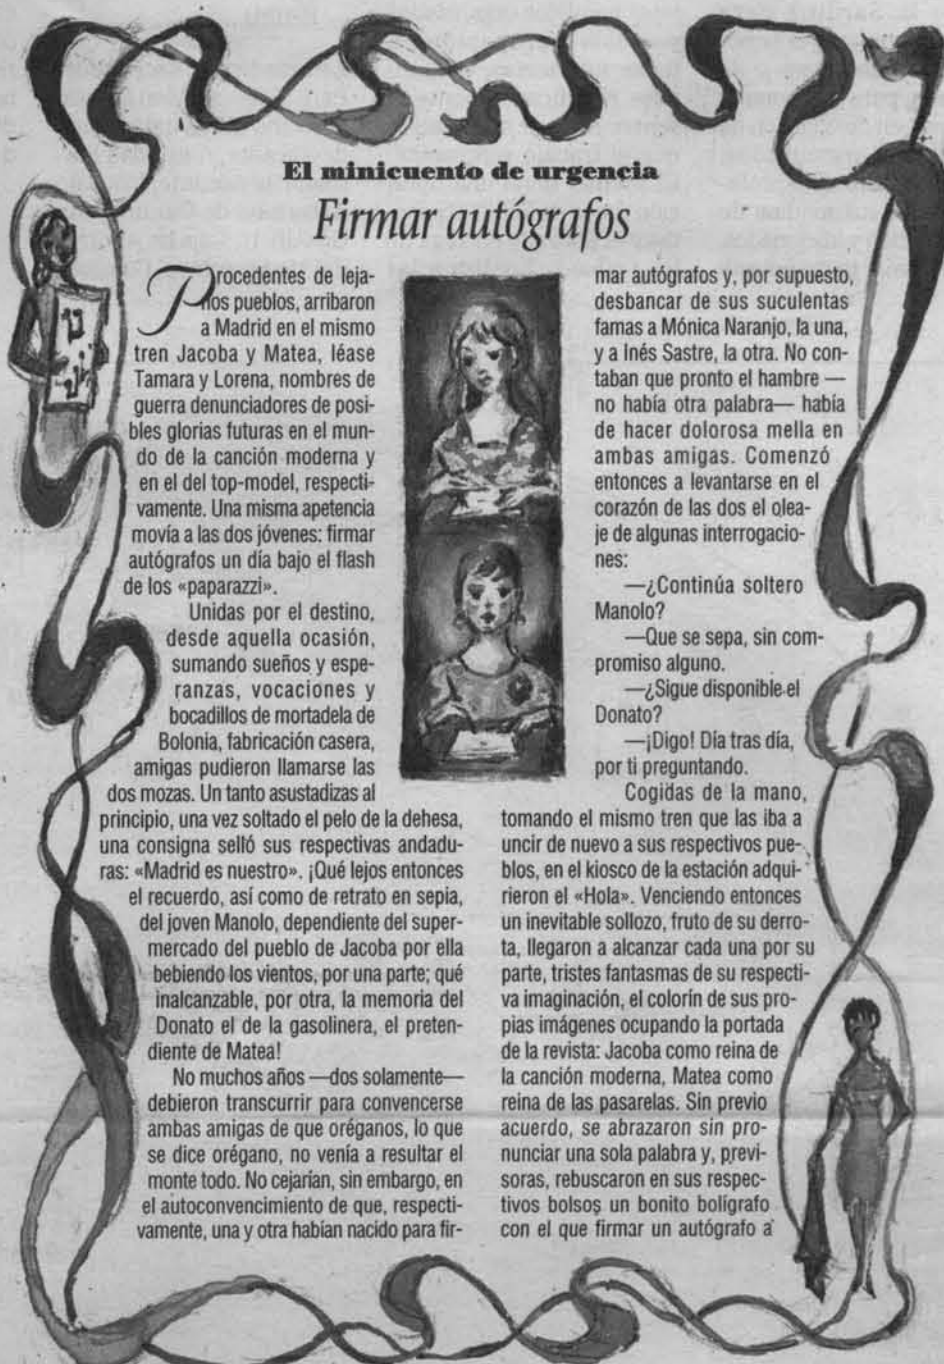 El minicuento de urgencia
Firmar autógrafos
Procedentes de leja-
nos pueblos, arribaron
a Madrid en el mismo
tren Jacoba y Matea, léase
Tamara y Lorena, nombres de
guerra denunciadores de posi-
bles glorias futuras en el mun-
do de la canción moderna y
en el del top-model, respecti-
vamente. Una misma apetencia
movía a las dos jóvenes: firmar
autógrafos un día bajo el flash
de los «paparazzi».
Unidas por el destino,
desde aquella ocasión,
sumando sueños y espe-
ranzas, vocaciones y
bocadillos de mortadela de
Bolonia, fabricación casera,
amigas pudieron llamarse las
dos mozas. Un tanto asustadizas al
principio, una vez soltado el pelo de la dehesa,
una consigna selló sus respectivas andadu-
ras: «Madrid es nuestro». ¡Qué lejos entonces
el recuerdo, así como de retrato en sepia,
del joven Manolo, dependiente del super-
mercado del pueblo de Jacoba por ella
bebiendo los vientos, por una parte; qué
inalcanzable, por otra, la memoria del
Donato el de la gasolinera, el preten-
diente de Matea!
No muchos años —dos solamente—
debieron transcurrir para convencerse
ambas amigas de que oréganos, lo que
se dice orégano, no venía a resultar el
monte todo. No cejarían, sin embargo, en
el autoconvencimiento de que, respecti-
vamente, una y otra habían nacido para fir-
mar autógrafos y, por supuesto,
desbancar de sus suculentas
famas a Mónica Naranjo, la una,
y a Inés Sastre, la otra. No con-
taban que pronto el hambre —
no había otra palabra— había
de hacer dolorosa mella en
ambas amigas. Comenzó
entonces a levantarse en el
corazón de las dos el olea-
je de algunas interrogacio-
nes:
—¿Continúa soltero
Manolo?
—Que se sepa, sin com-
promiso alguno.
—¿Sigue disponible el
Donato?
—¡Digo! Día tras día,
por ti preguntando.
Cogidas de la mano,
tomando el mismo tren que las iba a
uncir de nuevo a sus respectivos pue-
blos, en el kiosco de la estación adqui-
rieron el «Hola». Venciendo entonces
un inevitable sollozo, fruto de su derro-
ta, llegaron a alcanzar cada una por su
parte, tristes fantasmas de su respecti-
va imaginación, el colorín de sus pro-
pias imágenes ocupando la portada
de la revista: Jacoba como reina de
la canción moderna, Matea como
reina de las pasarelas. Sin previo
acuerdo, se abrazaron sin pro-
nunciar una sola palabra y, previ-
soras, rebuscaron en sus respec-
tivos bolsos un bonito bolígrafo
con el que firmar un autógrafo a